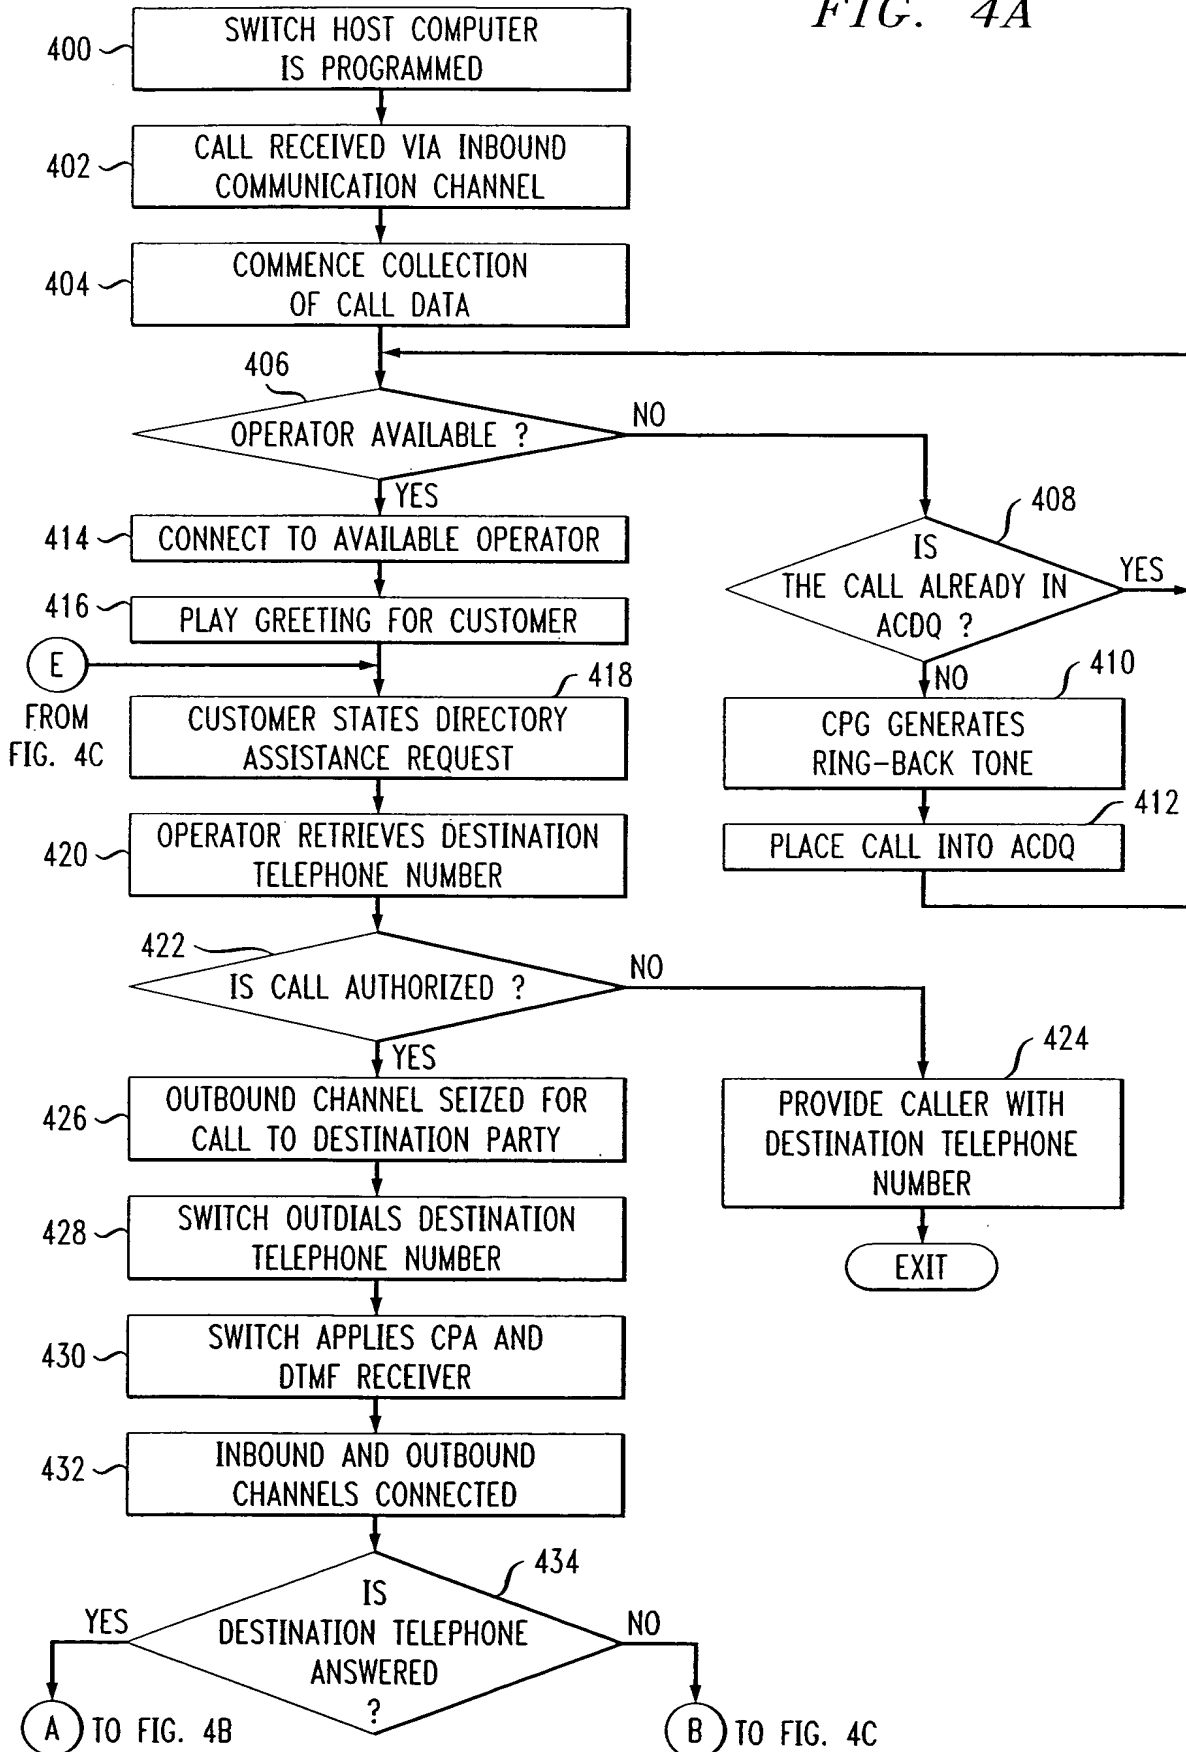 FIG. 4A
400
SWITCH HOST COMPUTER
IS PROGRAMMED
402
CALL RECEIVED VIA INBOUND
COMMUNICATION CHANNEL
404
COMMENCE COLLECTION
OF CALL DATA
406
OPERATOR AVAILABLE ?
NO
YES
408
IS
THE CALL ALREADY IN
ACDQ ?
YES
NO
410
CPG GENERATES
RING-BACK TONE
412
PLACE CALL INTO ACDQ
414
CONNECT TO AVAILABLE OPERATOR
416
PLAY GREETING FOR CUSTOMER
E
FROM
FIG. 4C
418
CUSTOMER STATES DIRECTORY
ASSISTANCE REQUEST
420
OPERATOR RETRIEVES DESTINATION
TELEPHONE NUMBER
422
IS CALL AUTHORIZED ?
NO
YES
424
PROVIDE CALLER WITH
DESTINATION TELEPHONE
NUMBER
EXIT
426
OUTBOUND CHANNEL SEIZED FOR
CALL TO DESTINATION PARTY
428
SWITCH OUTDIALS DESTINATION
TELEPHONE NUMBER
430
SWITCH APPLIES CPA AND
DTMF RECEIVER
432
INBOUND AND OUTBOUND
CHANNELS CONNECTED
434
IS
DESTINATION TELEPHONE
ANSWERED
?
YES
NO
A TO FIG. 4B
B TO FIG. 4C